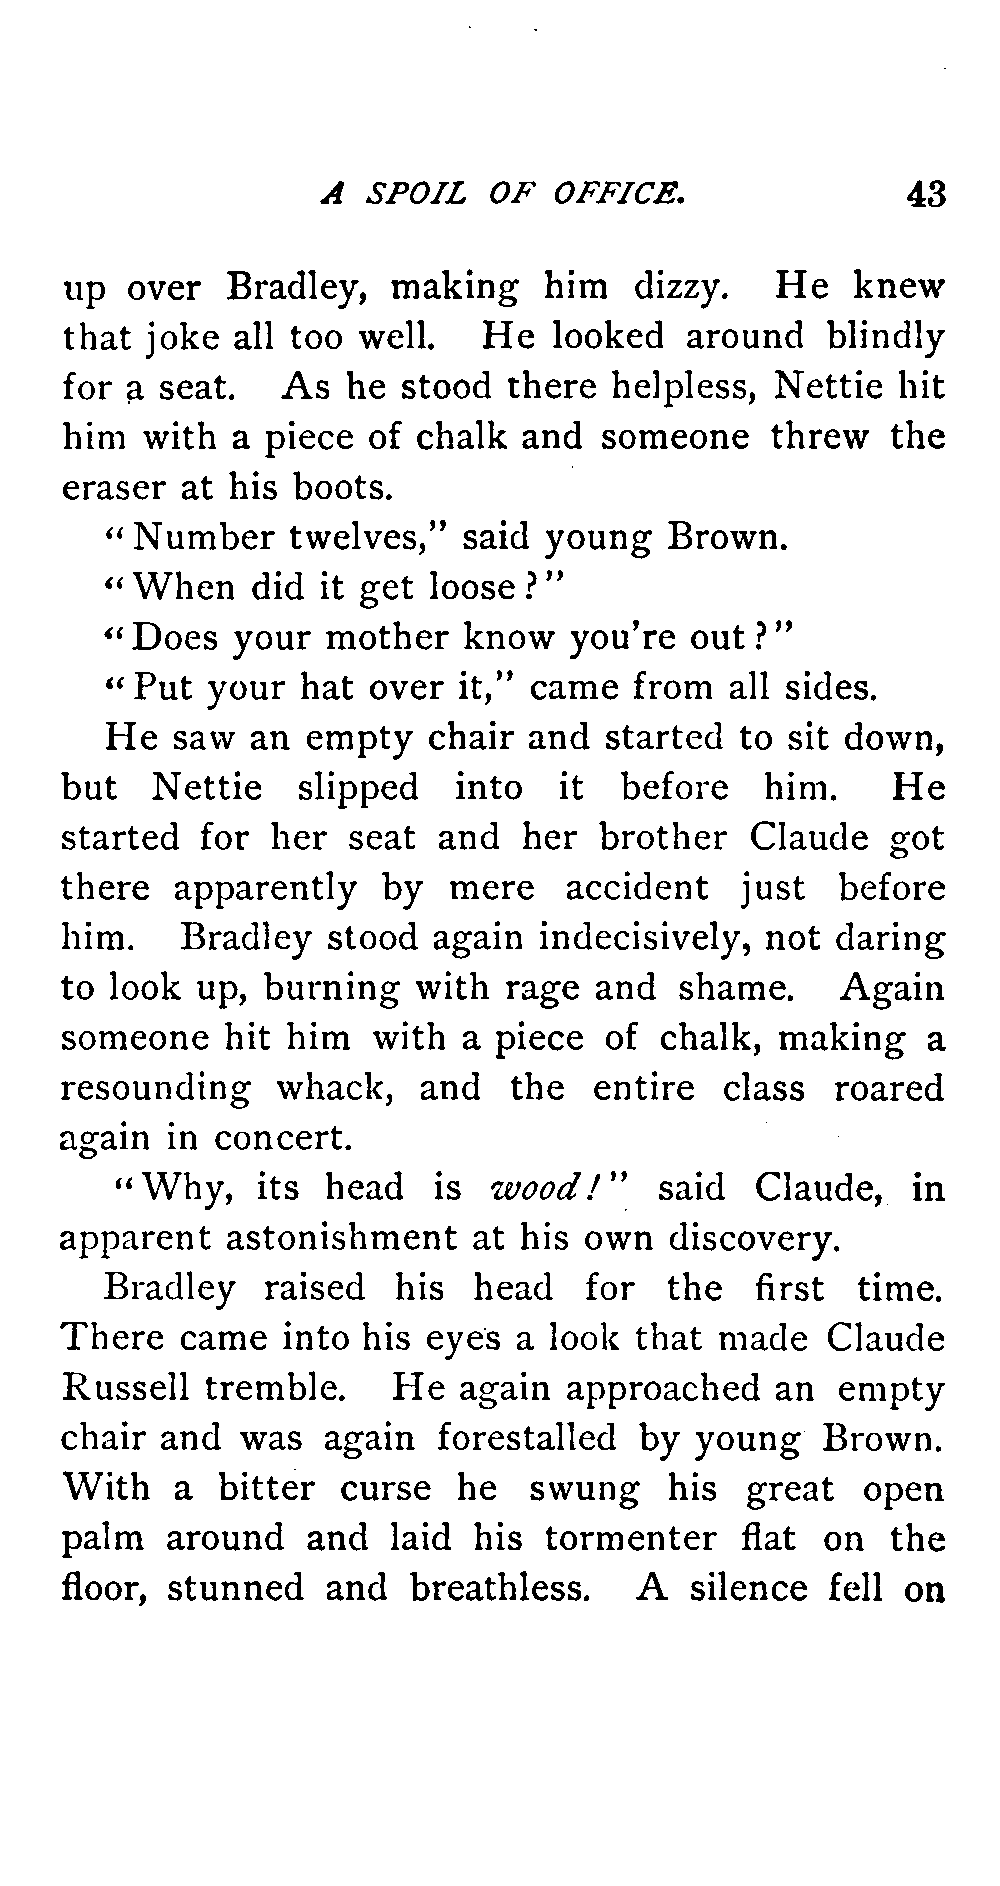 A SPOIL OF OFFICE. 43
up over Bradley, making him dizzy. He knew
that joke all too well. He looked around blindly
for a seat. As he stood there helpless, Nettie hit
him with a piece of chalk and someone threw the
eraser at his boots.
"Number twelves," said young Brown.
"When did it get loose?"
"Does your mother know you're out?"
"Put your hat over it," came from all sides.
He saw an empty chair and started to sit down,
but Nettie slipped into it before him. He
started for her seat and her brother Claude got
there apparently by mere accident just before
him. Bradley stood again indecisively, not daring
to look up, burning with rage and shame. Again
someone hit him with a piece of chalk, making a
resounding whack, and the entire class roared
again in concert.
"Why, its head is wood!" said Claude, in
apparent astonishment at his own discovery.
Bradley raised his head for the first time.
There came into his eyes a look that made Claude
Russell tremble. He again approached an empty
chair and was again forestalled by young Brown.
With a bitter curse he swung his great open
palm around and laid his tormenter flat on the
floor, stunned and breathless. A silence fell on